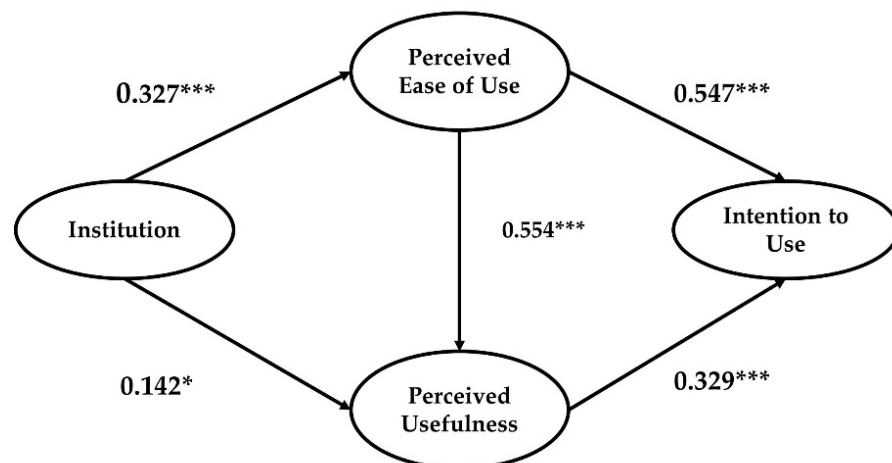 Perceived
Ease of Use
0.327***
0.547***
Institution
0.554***
Intention to
Use
0.142*
Perceived
Usefulness
0.329***